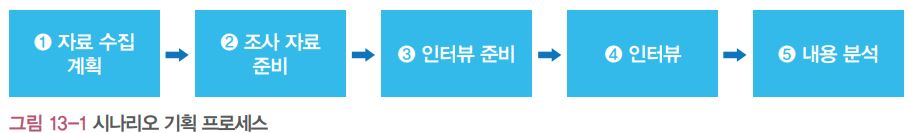 ❶ 자료 수집
계획
❷ 조사 자료
준비
❸ 인터뷰 준비
❹ 인터뷰
❺ 내용 분석
그림 13-1 시나리오 기획 프로세스